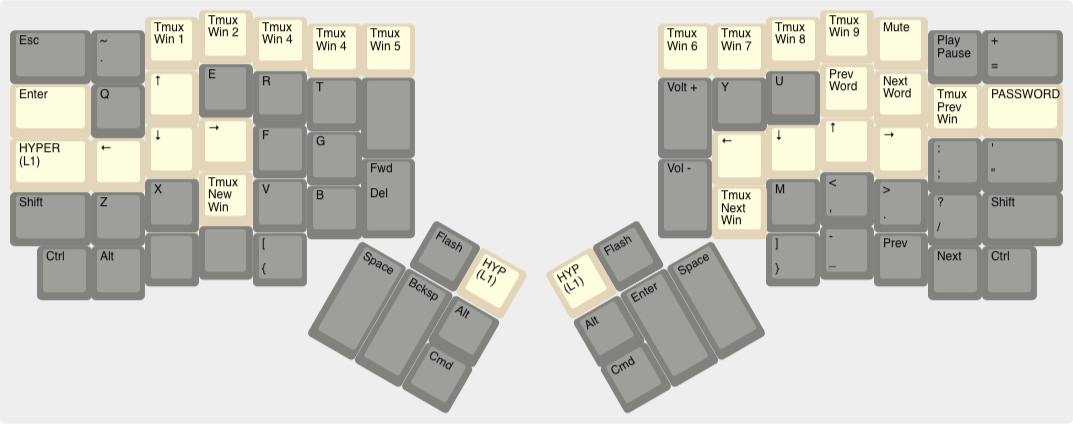 Esc
~
.
Tmux
Win 1
Tmux
Win 2
Tmux
Win 4
Tmux
Win 4
Tmux
Win 5
Enter
Q
↑
E
R
T
HYPER
(L1)
←
↓
→
F
G
Fwd
Del
Shift
Z
X
Tmux
New
Win
V
B
Ctrl
Alt
[
{
Flash
HYP
(L1)
Space
Bcksp
Alt
Cmd
Tmux
Win 6
Tmux
Win 7
Tmux
Win 8
Tmux
Win 9
Mute
Play
Pause
+
=
Volt +
Y
U
Prev
Word
Next
Word
Tmux
Prev
Win
PASSWORD
Vol -
←
↓
↑
→
:
;
'
"
Tmux
Next
Win
M
<
,
>
.
?
/
Shift
]
}
-
_
Prev
Next
Ctrl
HYP
(L1)
Flash
Alt
Enter
Space
Cmd